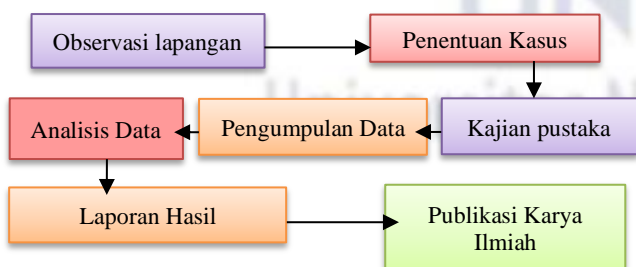 Observasi lapangan
Penentuan Kasus
Analisis Data
Pengumpulan Data
Kajian pustaka
Laporan Hasil
Publikasi Karya
Ilmiah